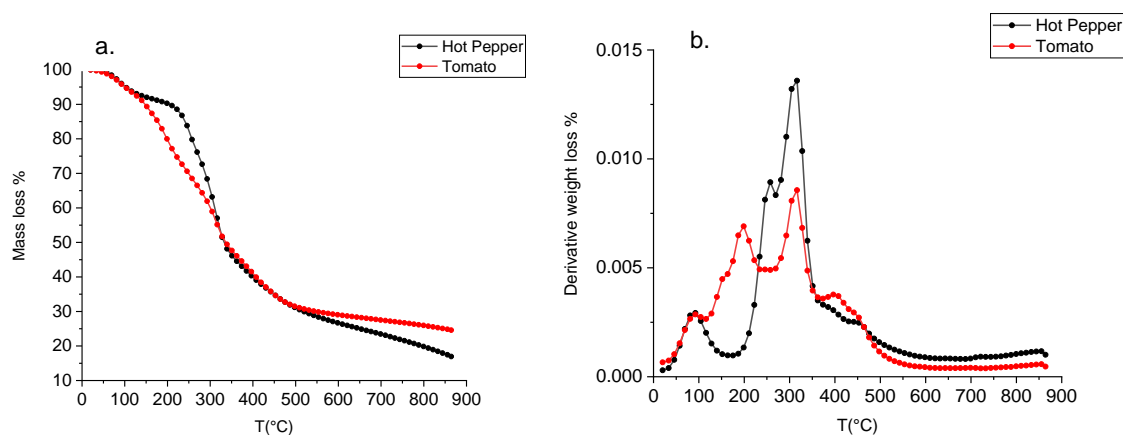 a.
Hot Pepper
Tomato
100
90
80
70
60
50
40
30
20
10
Mass loss %
0 100 200 300 400 500 600 700 800 900
T(°C)
b.
Hot Pepper
Tomato
0.015
0.010
0.005
0.000
Derivative weight loss %
0 100 200 300 400 500 600 700 800 900
T(°C)